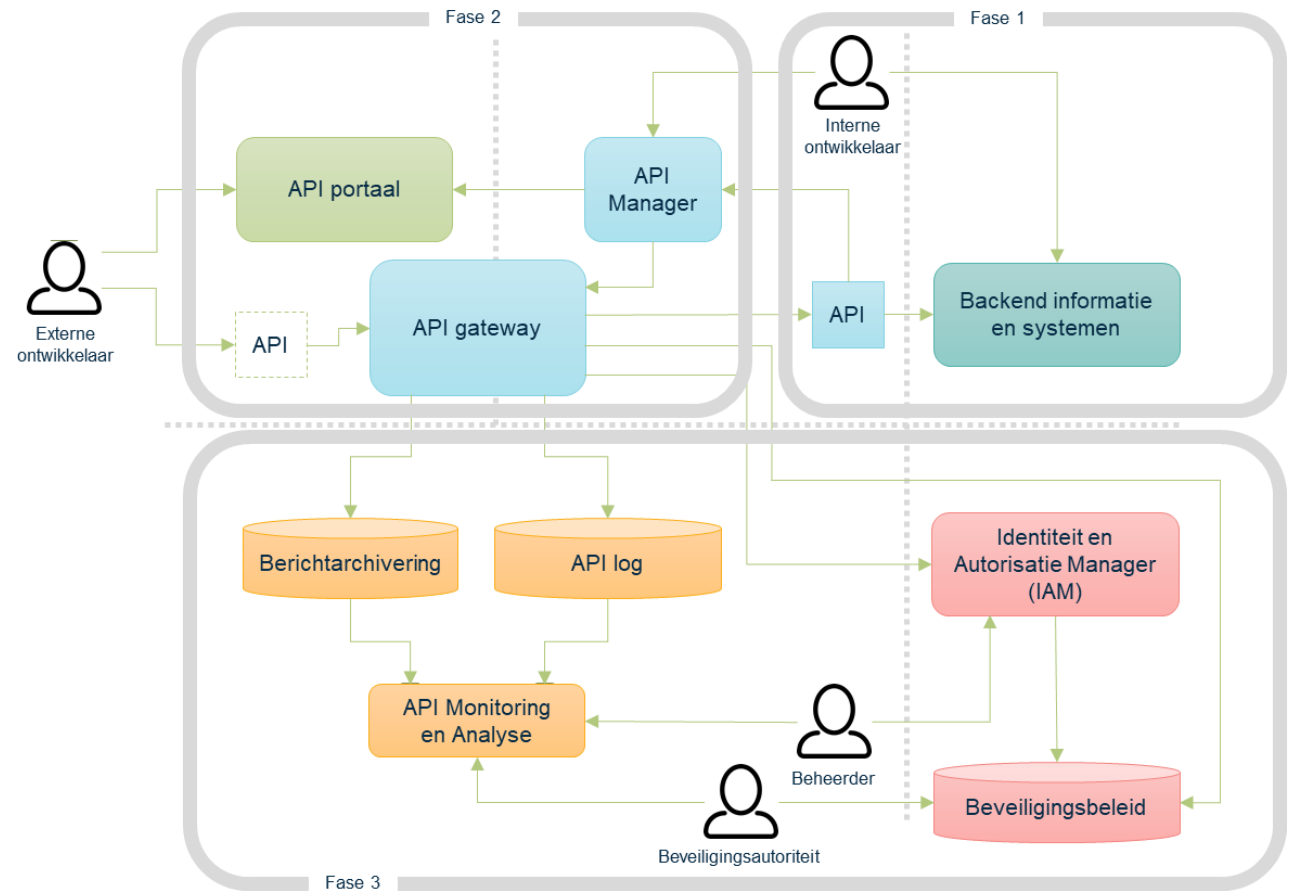 Fase 2
Fase 1
Interne
ontwikkelaar
API portaal
API
Manager
Externe
ontwikkelaar
API
API gateway
API
Backend informatie
en systemen
Berichtarchivering
API log
Identiteit en
Autorisatie Manager
(IAM)
API Monitoring
en Analyse
Beheerder
Beveiligingsautoriteit
Beveiligingsbeleid
Fase 3